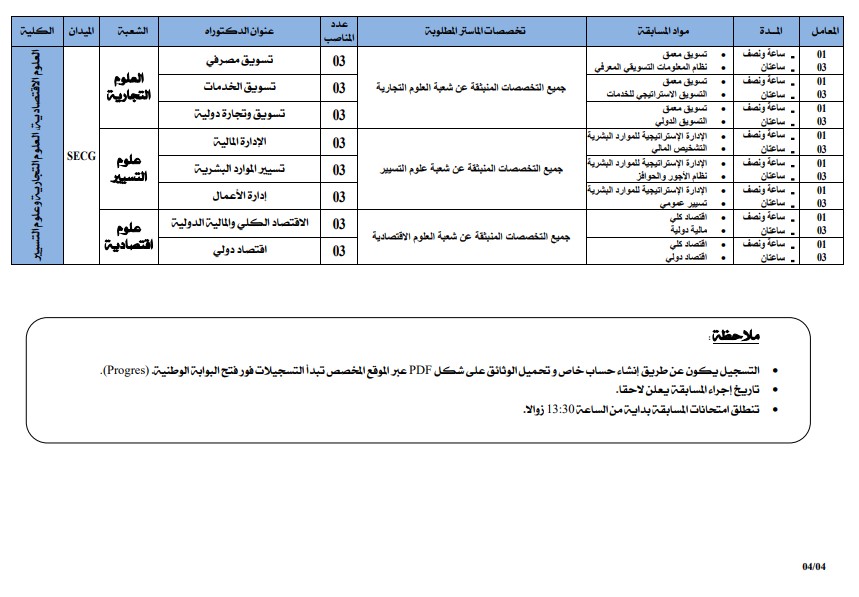 الكلية الميدان الشعبة عنوان الدكتوراه عدد المناصب تخصصات الماستر المطلوبة مواد المسابقة المـدة المعامل
العلوم الاقتصادية، العلوم التجارية وعلوم التسيير
SECG
العلوم التجارية
تسويق مصرفي 03
جميع التخصصات المنبثقة عن شعبة العلوم التجارية
• تسويق معمق - ساعة ونصف 01
• نظام المعلومات التسويقي المعرفي - ساعتان 03
تسويق الخدمات 03
• تسويق معمق - ساعة ونصف 01
• التسويق الاستراتيجي للخدمات - ساعتان 03
تسويق وتجارة دولية 03
• تسويق معمق - ساعة ونصف 01
• التسويق الدولي - ساعتان 03
علوم التسيير
الإدارة المالية 03
جميع التخصصات المنبثقة عن شعبة علوم التسيير
• الإدارة الإستراتيجية للموارد البشرية - ساعة ونصف 01
• التشخيص المالي - ساعتان 03
تسيير الموارد البشرية 03
• الإدارة الإستراتيجية للموارد البشرية - ساعة ونصف 01
• نظام الأجور والحوافز - ساعتان 03
إدارة الأعمال 03
• الإدارة الإستراتيجية للموارد البشرية - ساعة ونصف 01
• تسيير عمومي - ساعتان 03
علوم اقتصادية
الاقتصاد الكلي والمالية الدولية 03
جميع التخصصات المنبثقة عن شعبة العلوم الاقتصادية
• اقتصاد كلي - ساعة ونصف 01
• مالية دولية - ساعتان 03
اقتصاد دولي 03
• اقتصاد كلي - ساعة ونصف 01
• اقتصاد دولي - ساعتان 03
ملاحظة:
• التسجيل يكون عن طريق إنشاء حساب خاص و تحميل الوثائق على شكل PDF عبر الموقع المخصص تبدأ التسجيلات فور فتح البوابة الوطنية. (Progres).
• تاريخ إجراء المسابقة يعلن لاحقا.
• تنطلق امتحانات المسابقة بداية من الساعة 13:30 زوالا.
04/04